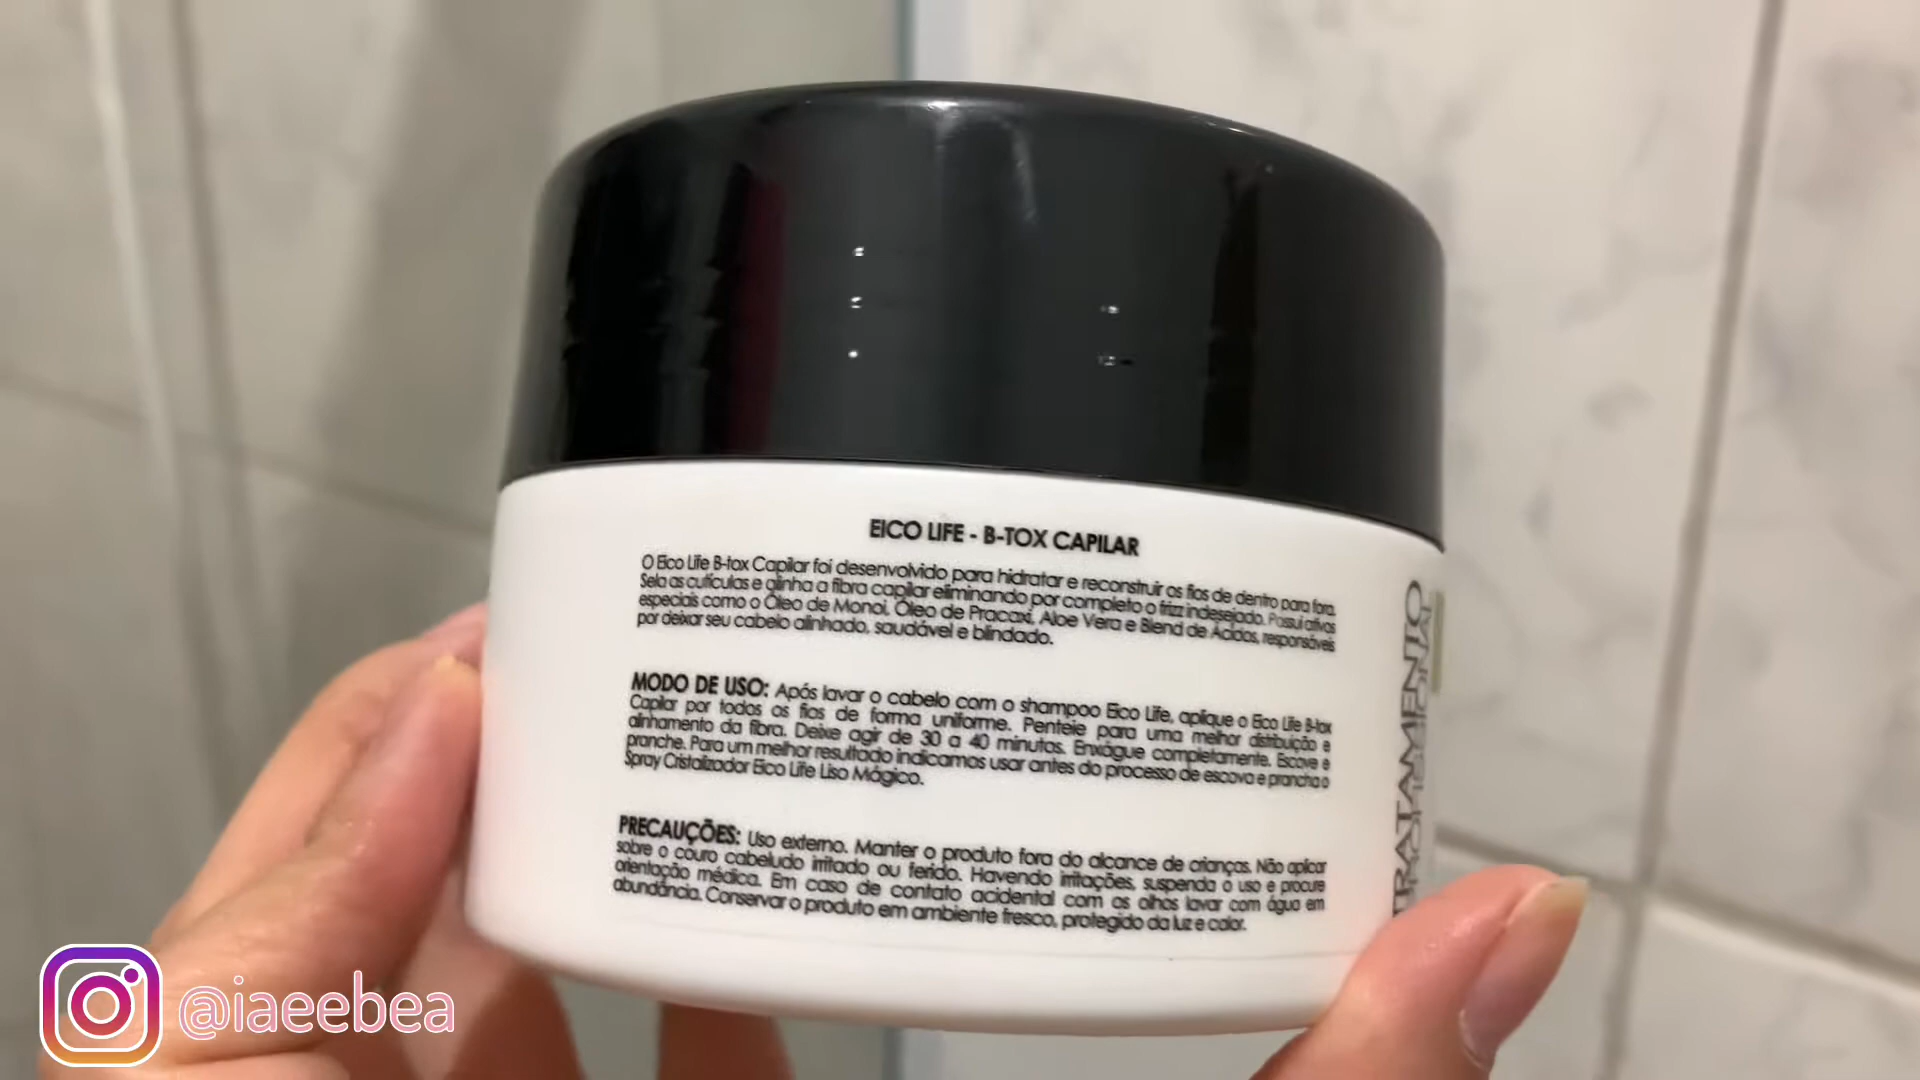 EICO LIFE - B-TOX CAPILAR
O Eico Life B-tox Capilar foi desenvolvido para hidratar e reconstruir os fios de dentro para fora.
Sela as cutículas e alinha a fibra capilar eliminando por completo o frizz indesejado. Possui ativos
especiais como o Óleo de Monoi, Óleo de Pracaxi, Aloe Vera e Blend de Ácidos, responsáveis
por deixar seu cabelo alinhado, saudável e blindado.
MODO DE USO: Após lavar o cabelo com o shampoo Eico Life, aplique o Eico Life B-tox
Capilar por todos os fios de forma uniforme. Penteie para uma melhor distribuição e
alinhamento da fibra. Deixe agir de 30 a 40 minutos. Enxágue completamente. Escove e
pranche. Para um melhor resultado indicamos usar antes do processo de escova e prancha o
Spray Cristalizador Eico Life Liso Mágico.
PRECAUÇÕES: Uso externo. Manter o produto fora do alcance de crianças. Não aplicar
sobre o couro cabeludo irritado ou ferido. Havendo irritações, suspenda o uso e procure
orientação médica. Em caso de contato acidental com os olhos lavar com água em
abundância. Conservar o produto em ambiente fresco, protegido da luz e calor.
TRATAMENTO
@iaeebea